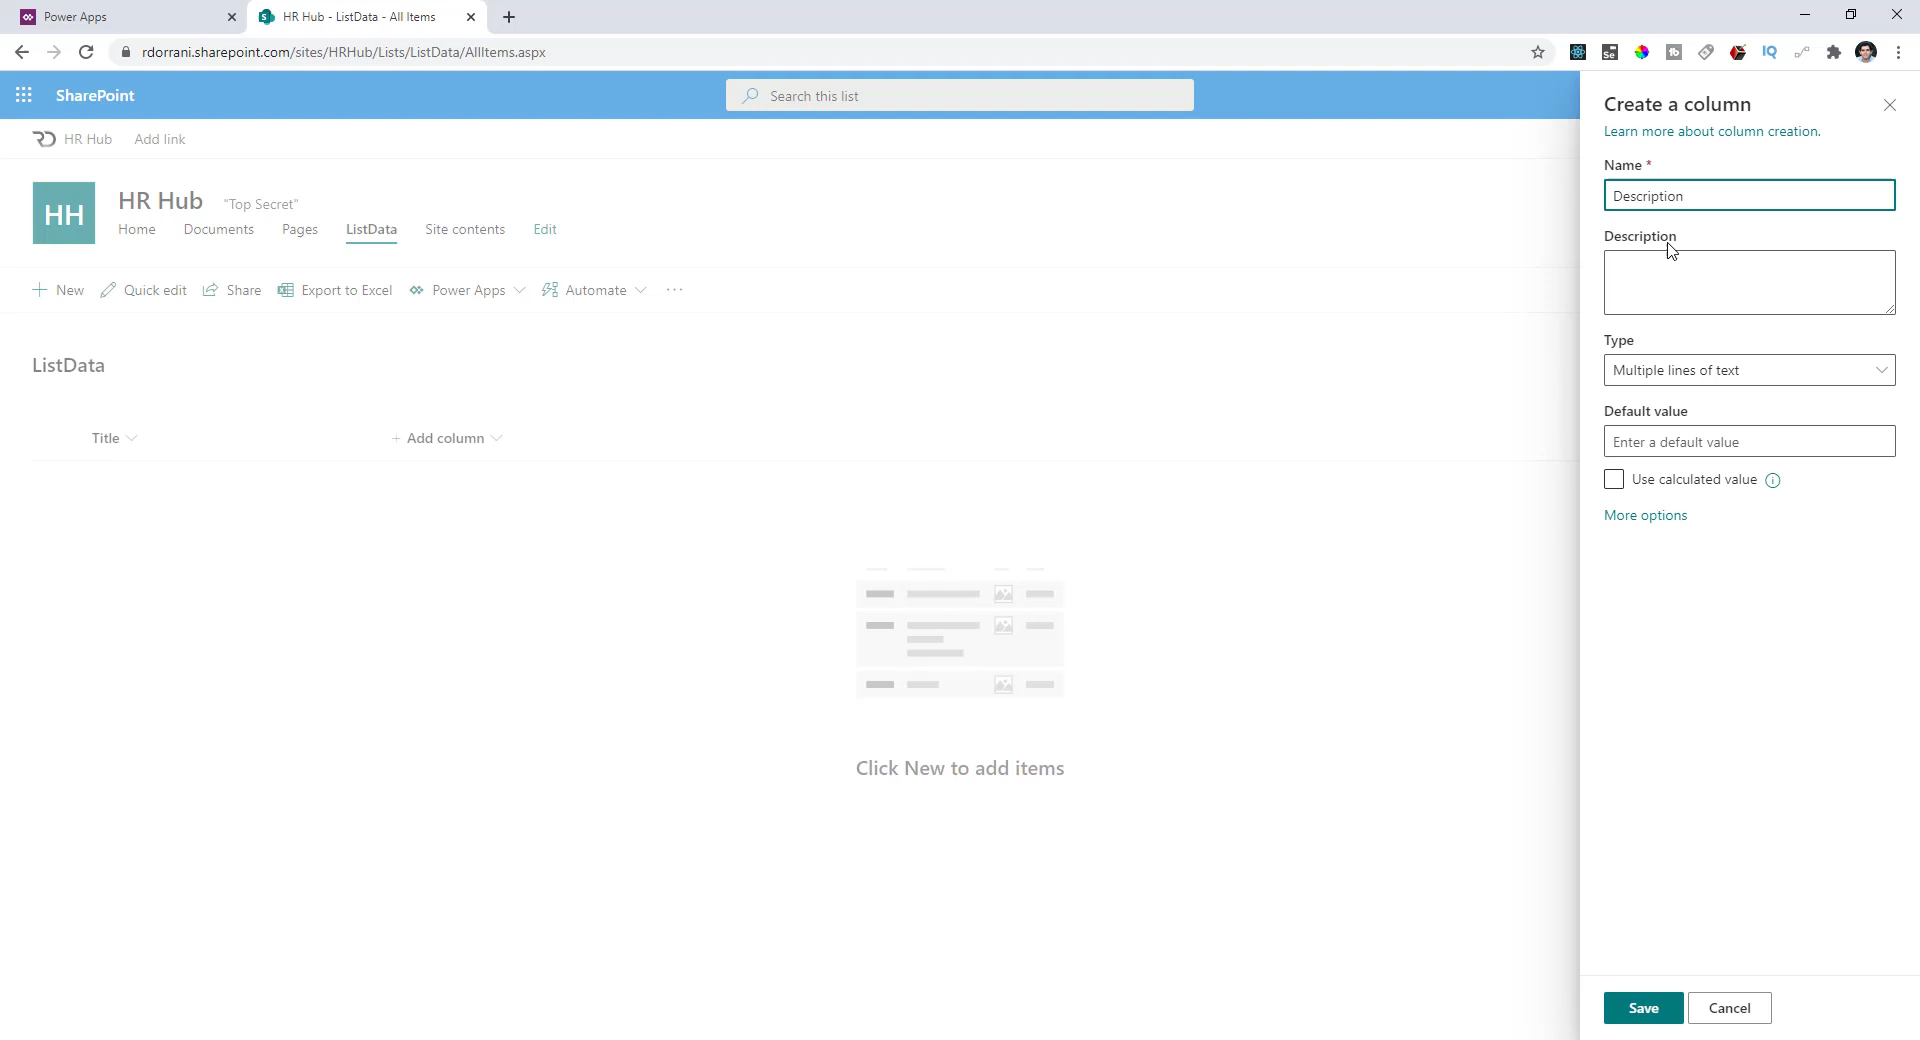 Power Apps
HR Hub - ListData - All Items
rdorrani.sharepoint.com/sites/HRHub/Lists/ListData/AllItems.aspx
Se
tb
IQ
S
SharePoint
Search this list
HR Hub
Add link
HH
HR Hub
"Top Secret"
Home
Documents
Pages
ListData
Site contents
Edit
New
Quick edit
Share
Export to Excel
Power Apps
Automate
ListData
Title
Add column
Click New to add items
Create a column
Learn more about column creation.
Name *
Description
Description
Type
Multiple lines of text
Default value
Enter a default value
Use calculated value
More options
Save
Cancel